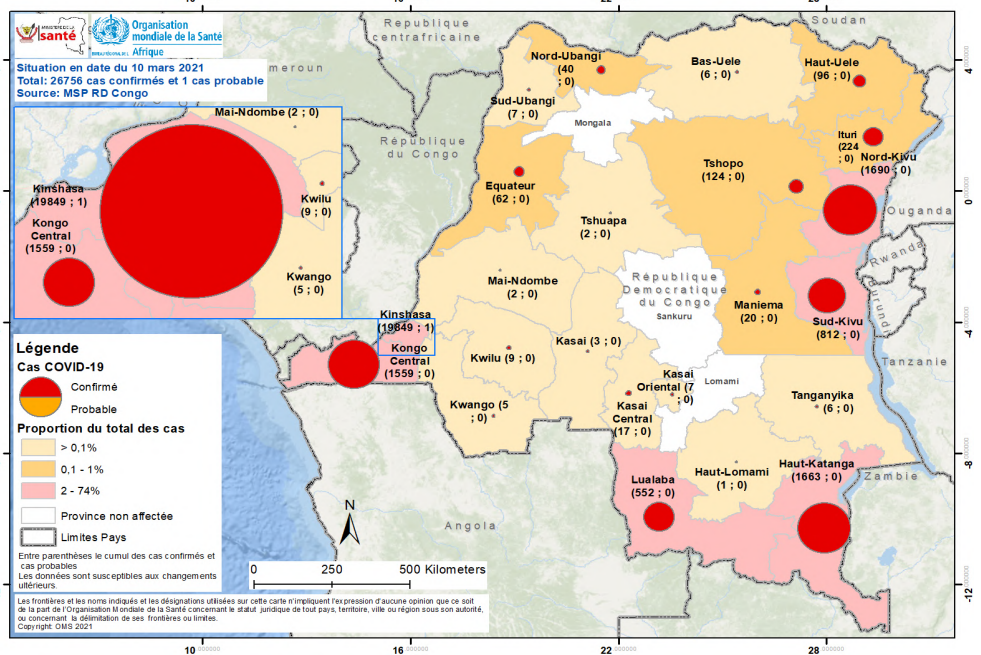 MINISTERE DE LA
santé
Organisation
mondiale de la Santé
BUREAU RÉGIONAL DE L'
Afrique
Situation en date du 10 mars 2021
Total: 26756 cas confirmés et 1 cas probable
Source: MSP RD Congo
Mai-Ndombe (2 ; 0)
Kinshasa
(19849 ; 1)
Kongo
Central
(1559 ; 0)
Kwilu
(9 ; 0)
Kwango
(5 ; 0)
République
centrafricaine
Soudan
meroun
République
du Congo
Nord-Ubangi
(40
; 0)
Sud-Ubangi
(7 ; 0)
Mongala
Bas-Uele
(6 ; 0)
Haut-Uele
(96 ; 0)
Ituri
(224
; 0)
Nord-Kivu
(1690 ; 0)
Equateur
(62 ; 0)
Tshopo
(124 ; 0)
Tshuapa
(2 ; 0)
Ouganda
Rwanda
Burundi
Mai-Ndombe
(2 ; 0)
République
Démocratique
du Congo
Sankuru
Maniema
(20 ; 0)
Sud-Kivu
(812 ; 0)
Kinshasa
(19849 ; 1)
Kongo
Central
(1559 ; 0)
Kwilu (9 ; 0)
Kasai (3 ; 0)
Kasai
Oriental (7
; 0)
Lomami
Tanzanie
Kwango (5
; 0)
Kasai
Central
(17 ; 0)
Tanganyika
(6 ; 0)
Lualaba
(552 ; 0)
Haut-Lomami
(1 ; 0)
Haut-Katanga
(1663 ; 0)
Zambie
Angola
Légende
Cas COVID-19
Confirmé
Probable
Proportion du total des cas
> 0,1%
0,1 - 1%
2 - 74%
Province non affectée
Limites Pays
Entre parenthèses le cumul des cas confirmés et
cas probables
Les données sont susceptibles aux changements
ultérieurs.
N
0 250 500 Kilometers
Les frontières et les noms indiqués et les désignations utilisées sur cette carte n'impliquent l'expression d'aucune opinion que ce soit
de la part de l'Organisation Mondiale de la Santé concernant le statut juridique de tout pays, territoire, ville ou région sous son autorité,
ou concernant la délimitation de ses frontières ou limites.
Copyright: OMS 2021
4
0
-4
-8
-12
10
16
22
28